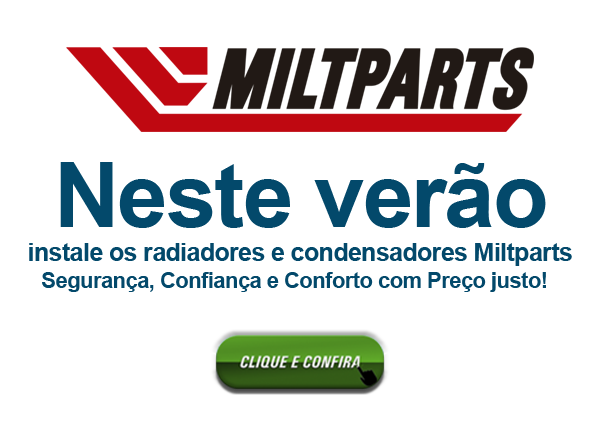 MILTPARTS
Neste verão
instale os radiadores e condensadores Miltparts
Segurança, Confiança e Conforto com Preço justo!
CLIQUE E CONFIRA